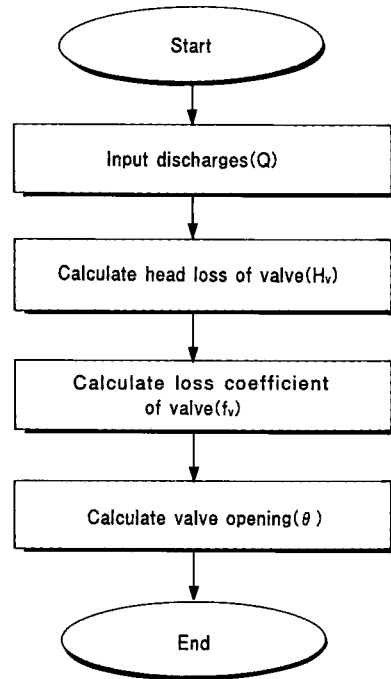 Start
Input discharges(Q)
Calculate head loss of valve(Hᵥ)
Calculate loss coefficient
of valve(fᵥ)
Calculate valve opening(θ)
End